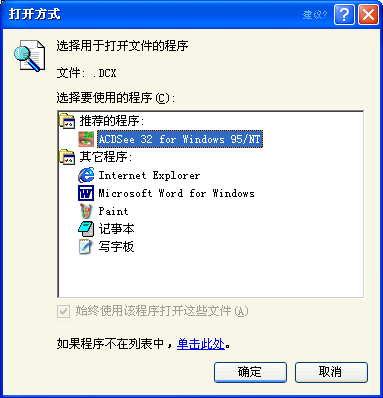 打开方式
建议?
选择用于打开文件的程序
文件: .DCX
选择要使用的程序(C):
推荐的程序:
ACDSee 32 for Windows 95/NT
其它程序:
Internet Explorer
Microsoft Word for Windows
Paint
记事本
写字板
始终使用该程序打开这些文件(A)
如果程序不在列表中，单击此处。
确定 取消